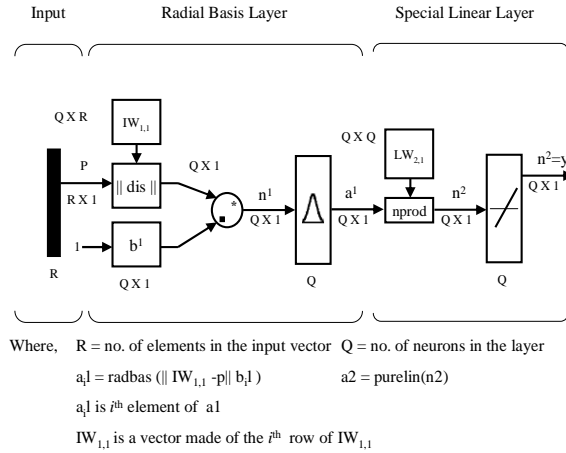 Input Radial Basis Layer Special Linear Layer
Q X R
IW1,1
Q X Q
LW2,1
P
R X 1
|| dis ||
Q X 1
*
n¹
Q X 1
a¹
Q X 1
nprod
n²
Q X 1
n²=y
Q X 1
1
b¹
R
Q X 1
Q
Q
Where, R = no. of elements in the input vector Q = no. of neurons in the layer
aᵢl = radbas (|| IW1,1 -p|| bᵢl ) a2 = purelin(n2)
aᵢl is iᵗʰ element of a1
IW1,1 is a vector made of the iᵗʰ row of IW1,1